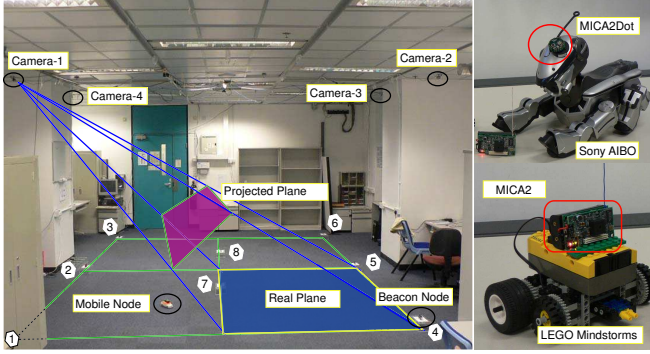 Camera-1
Camera-2
Camera-4
Camera-3
Projected Plane
3
6
8
2
5
7
Mobile Node
Real Plane
Beacon Node
1
4
MICA2Dot
Sony AIBO
MICA2
LEGO Mindstorms